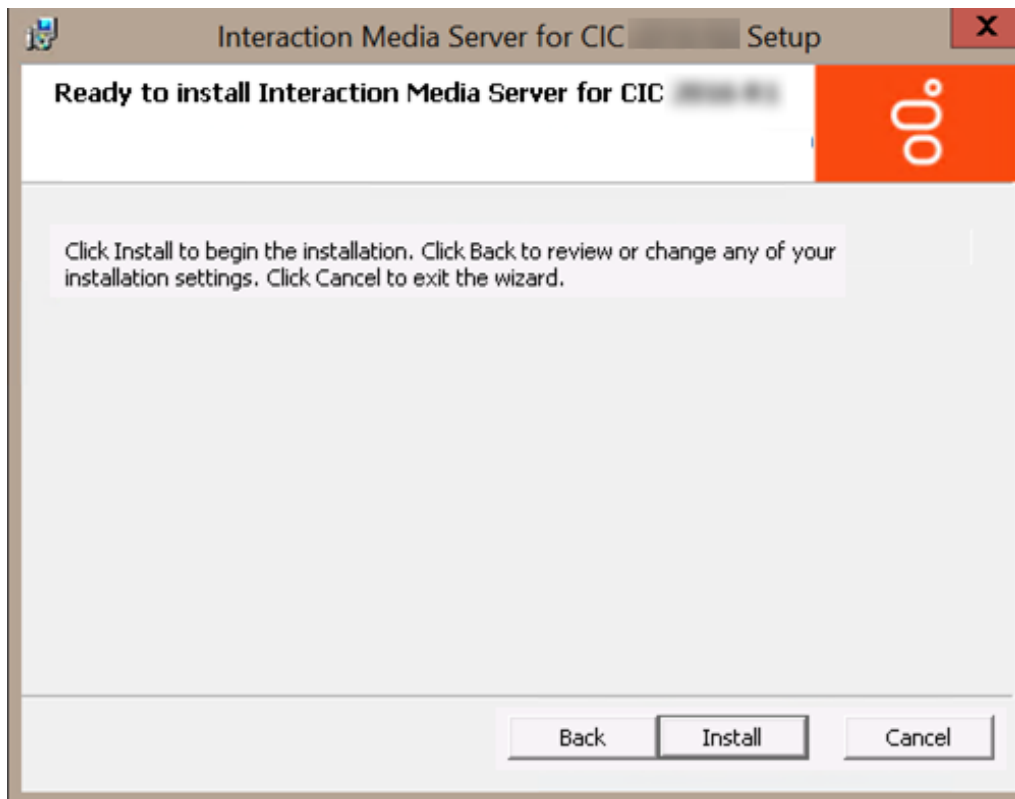 Interaction Media Server for CIC Setup
Ready to install Interaction Media Server for CIC
Click Install to begin the installation. Click Back to review or change any of your
installation settings. Click Cancel to exit the wizard.
Back Install Cancel